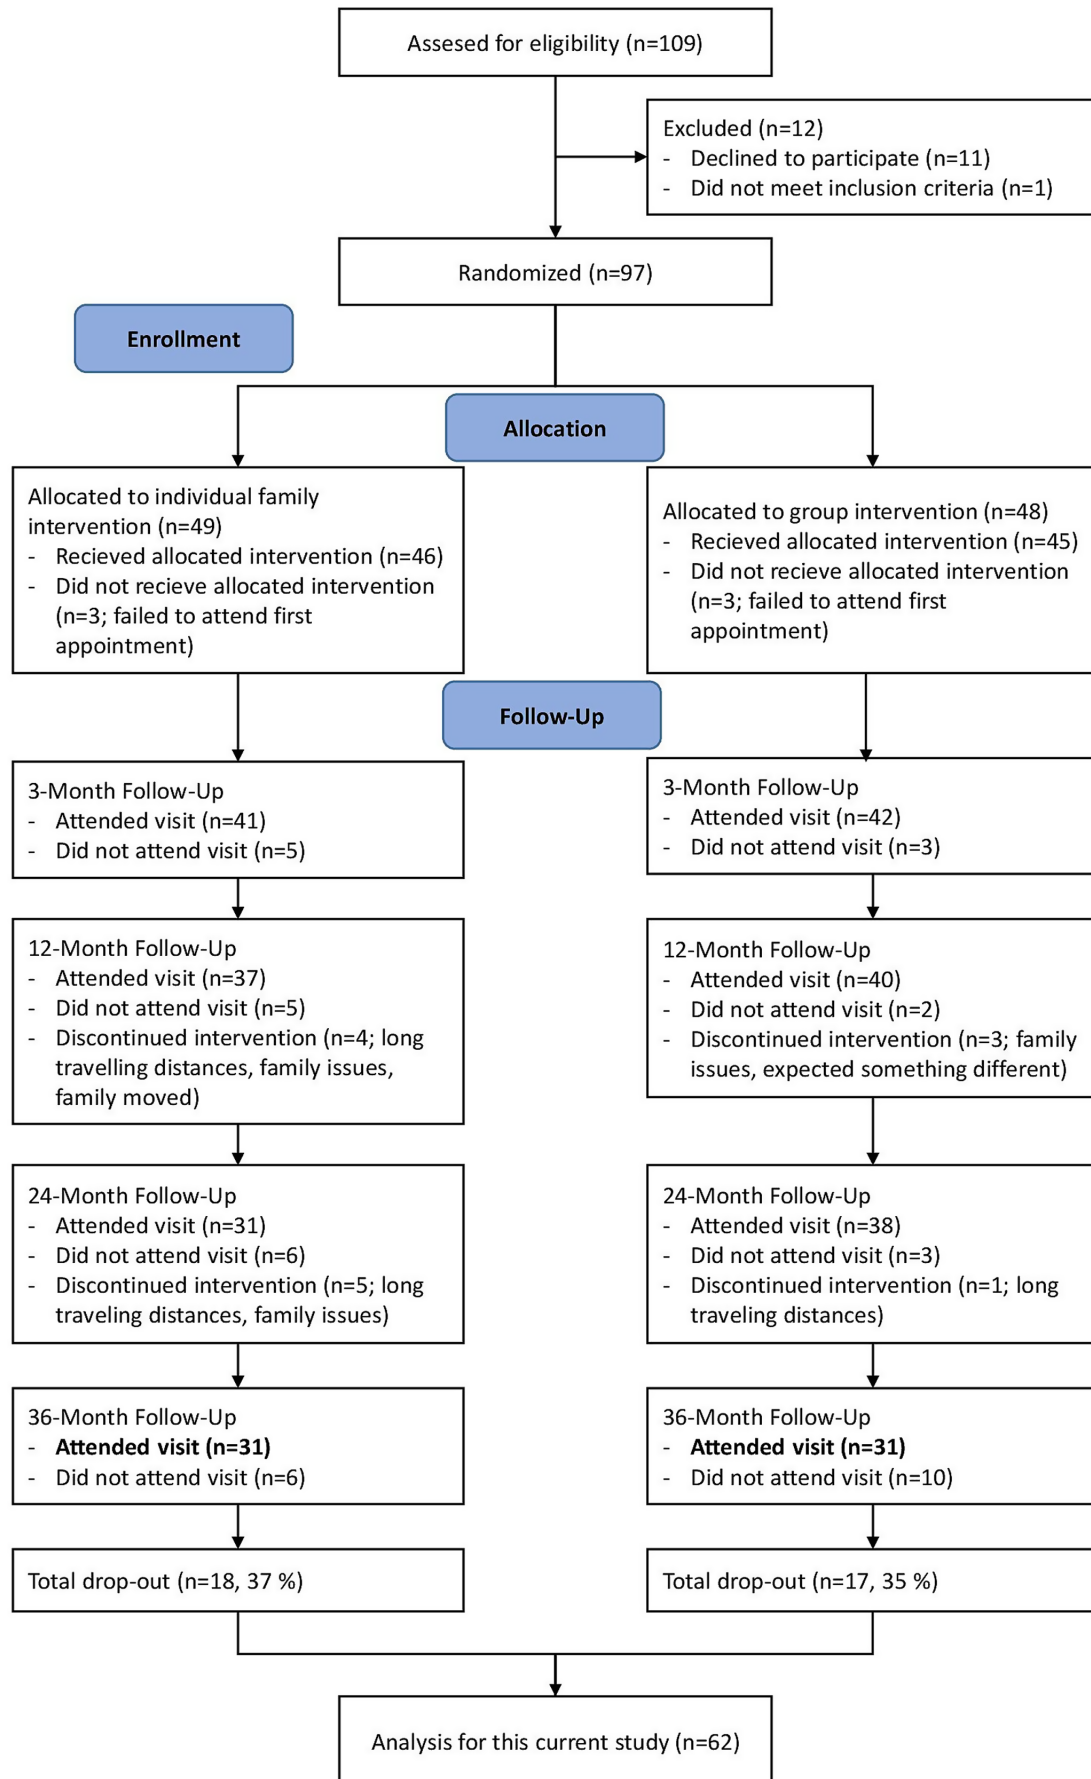 Assesed for eligibility (n=109)
Excluded (n=12)
- Declined to participate (n=11)
- Did not meet inclusion criteria (n=1)
Randomized (n=97)
Enrollment
Allocation
Allocated to individual family
intervention (n=49)
- Recieved allocated intervention (n=46)
- Did not recieve allocated intervention
(n=3; failed to attend first
appointment)
Allocated to group intervention (n=48)
- Recieved allocated intervention (n=45)
- Did not recieve allocated intervention
(n=3; failed to attend first
appointment)
Follow-Up
3-Month Follow-Up
- Attended visit (n=41)
- Did not attend visit (n=5)
3-Month Follow-Up
- Attended visit (n=42)
- Did not attend visit (n=3)
12-Month Follow-Up
- Attended visit (n=37)
- Did not attend visit (n=5)
- Discontinued intervention (n=4; long
travelling distances, family issues,
family moved)
12-Month Follow-Up
- Attended visit (n=40)
- Did not attend visit (n=2)
- Discontinued intervention (n=3; family
issues, expected something different)
24-Month Follow-Up
- Attended visit (n=31)
- Did not attend visit (n=6)
- Discontinued intervention (n=5; long
traveling distances, family issues)
24-Month Follow-Up
- Attended visit (n=38)
- Did not attend visit (n=3)
- Discontinued intervention (n=1; long
traveling distances)
36-Month Follow-Up
- Attended visit (n=31)
- Did not attend visit (n=6)
36-Month Follow-Up
- Attended visit (n=31)
- Did not attend visit (n=10)
Total drop-out (n=18, 37 %)
Total drop-out (n=17, 35 %)
Analysis for this current study (n=62)